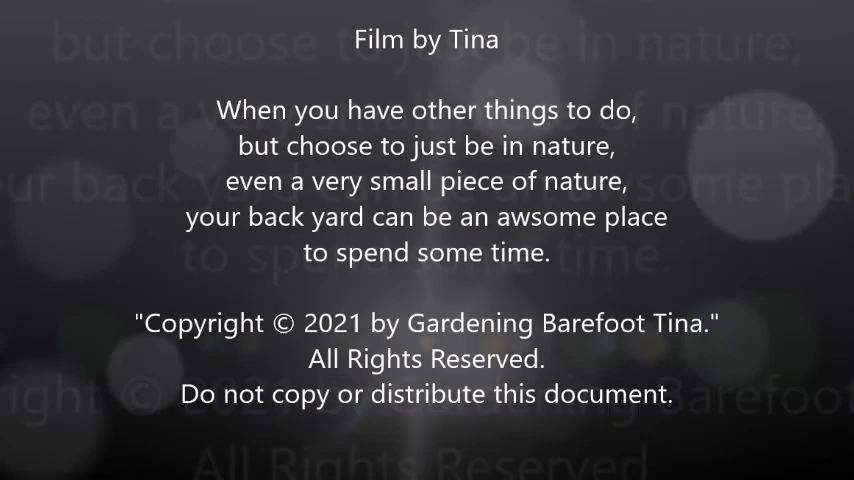 Film by Tina
When you have other things to do,
but choose to just be in nature,
even a very small piece of nature,
your back yard can be an awsome place
to spend some time.
"Copyright © 2021 by Gardening Barefoot Tina."
All Rights Reserved.
Do not copy or distribute this document.